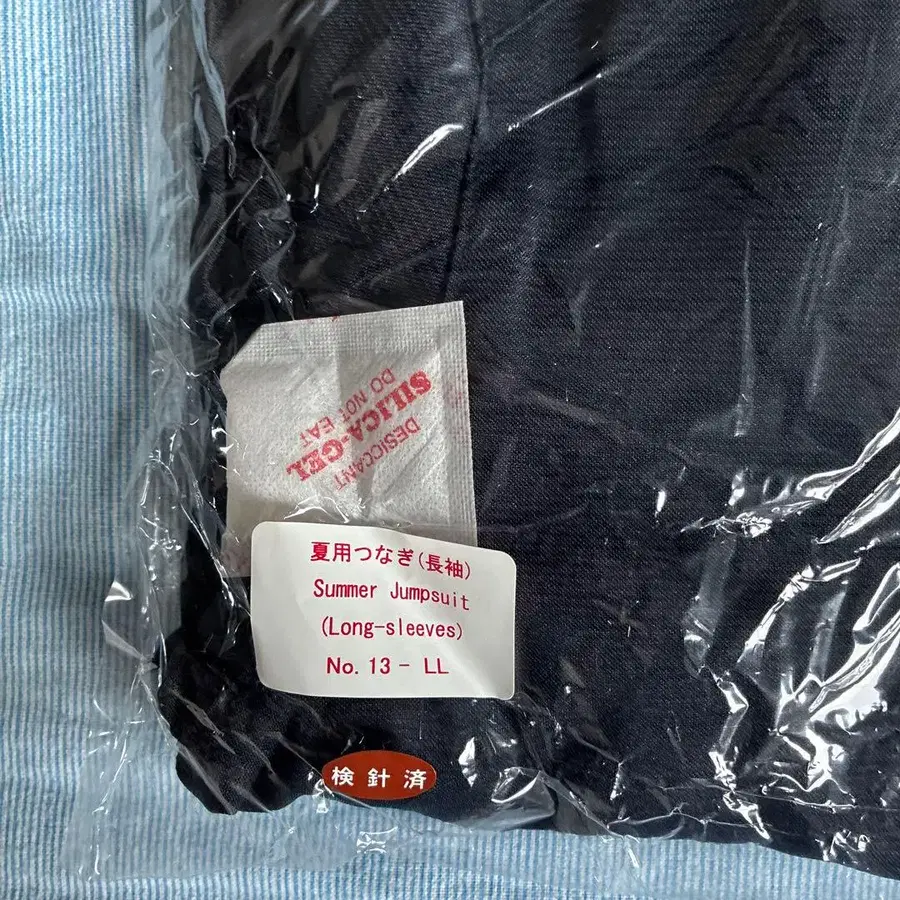 DESICCANT
SILICA-GEL
DO NOT EAT
夏用つなぎ(長袖)
Summer Jumpsuit
(Long-sleeves)
No. 13 - LL
検針済